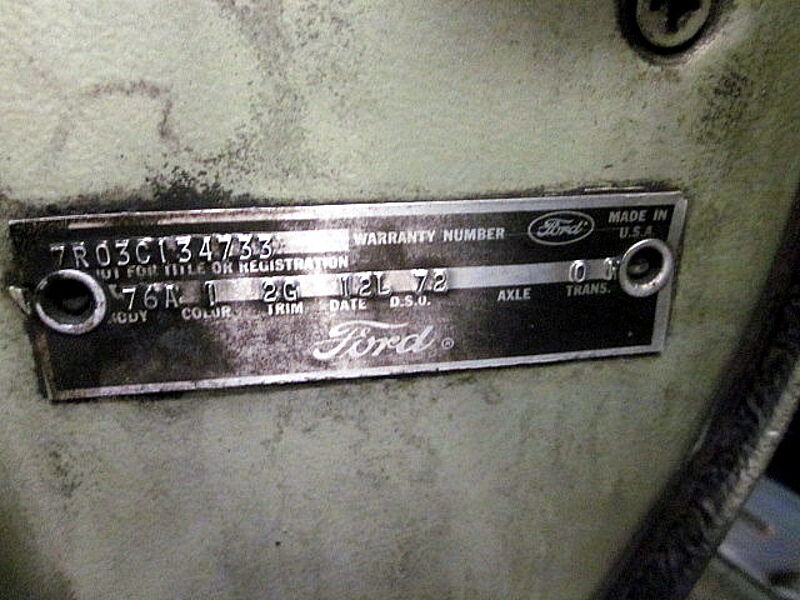 7R03C134733 WARRANTY NUMBER Ford MADE IN U.S.A
NOT FOR TITLE OR REGISTRATION
76A I 2G 12L 72
BODY COLOR TRIM DATE D.S.O. AXLE TRANS.
Ford ®